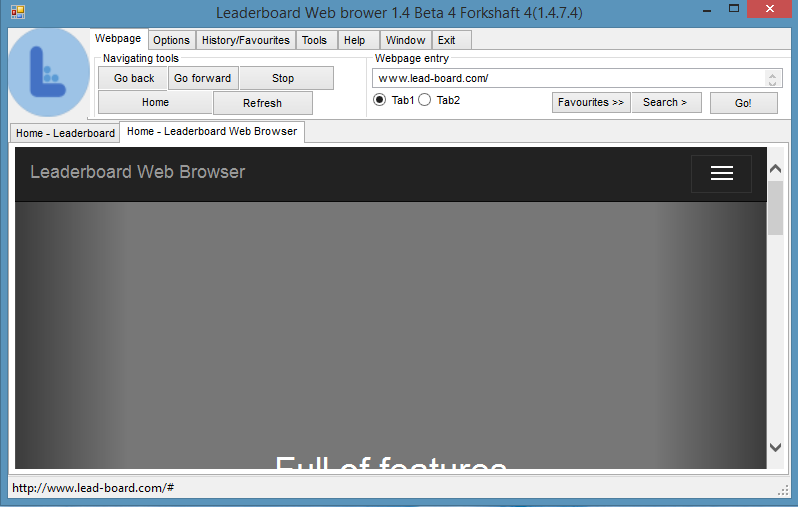 Leaderboard Web brower 1.4 Beta 4 Forkshaft 4(1.4.7.4)
Webpage Options History/Favourites Tools Help Window Exit
Navigating tools
Go back Go forward Stop
Home Refresh
Webpage entry
www.lead-board.com/
Tab1 Tab2 Favourites >> Search > Go!
Home - Leaderboard Home - Leaderboard Web Browser
Leaderboard Web Browser
Full of features
http://www.lead-board.com/#